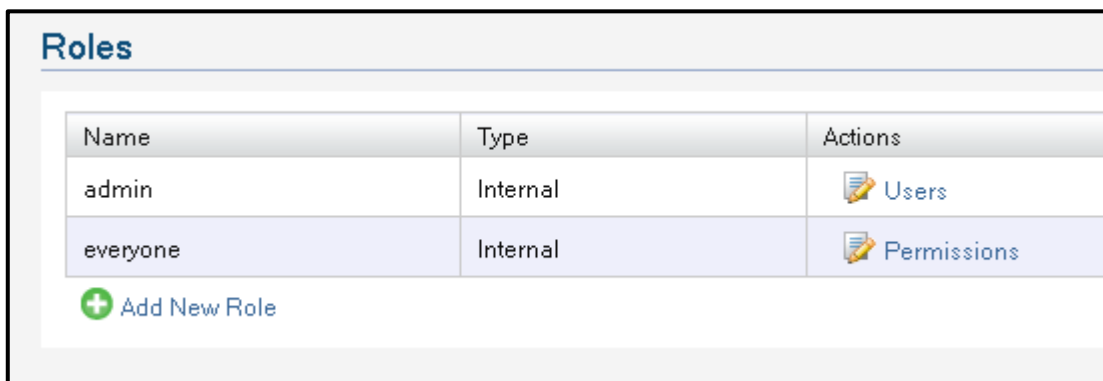 Roles
Name Type Actions
admin Internal Users
everyone Internal Permissions
Add New Role